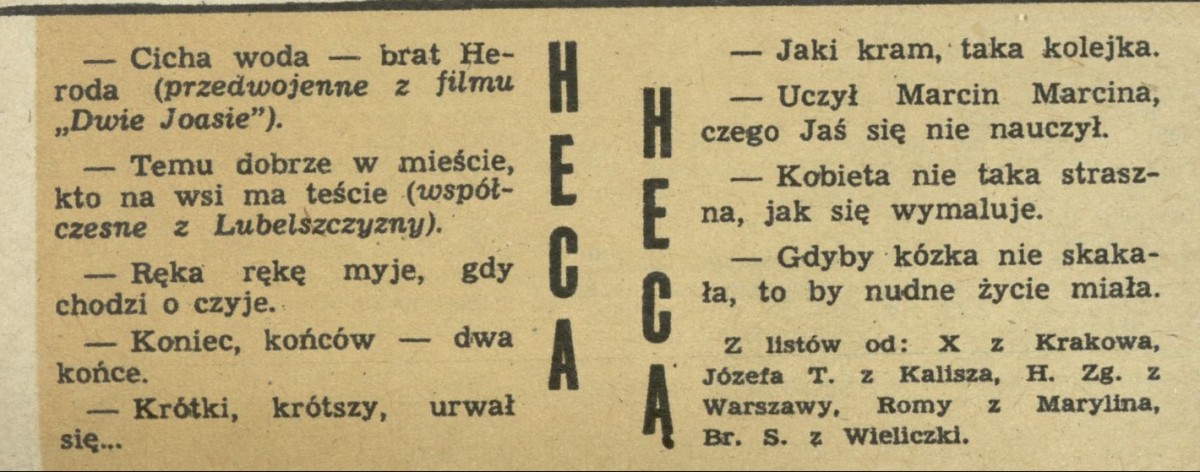 — Cicha woda — brat He-
roda (przedwojenne z filmu
„Dwie Joasie”).
— Temu dobrze w mieście,
kto na wsi ma teście (współ-
czesne z Lubelszczyzny).
— Ręka rękę myje, gdy
chodzi o czyje.
— Koniec, końców — dwa
końce.
— Krótki, krótszy, urwał
się...
HECA
HECĄ
— Jaki kram, taka kolejka.
— Uczył Marcin Marcina,
czego Jaś się nie nauczył.
— Kobieta nie taka strasz-
na, jak się wymaluje.
— Gdyby kózka nie skaka-
ła, to by nudne życie miała.
Z listów od: X z Krakowa,
Józefa T. z Kalisza, H. Zg. z
Warszawy, Romy z Marylina,
Br. S. z Wieliczki.